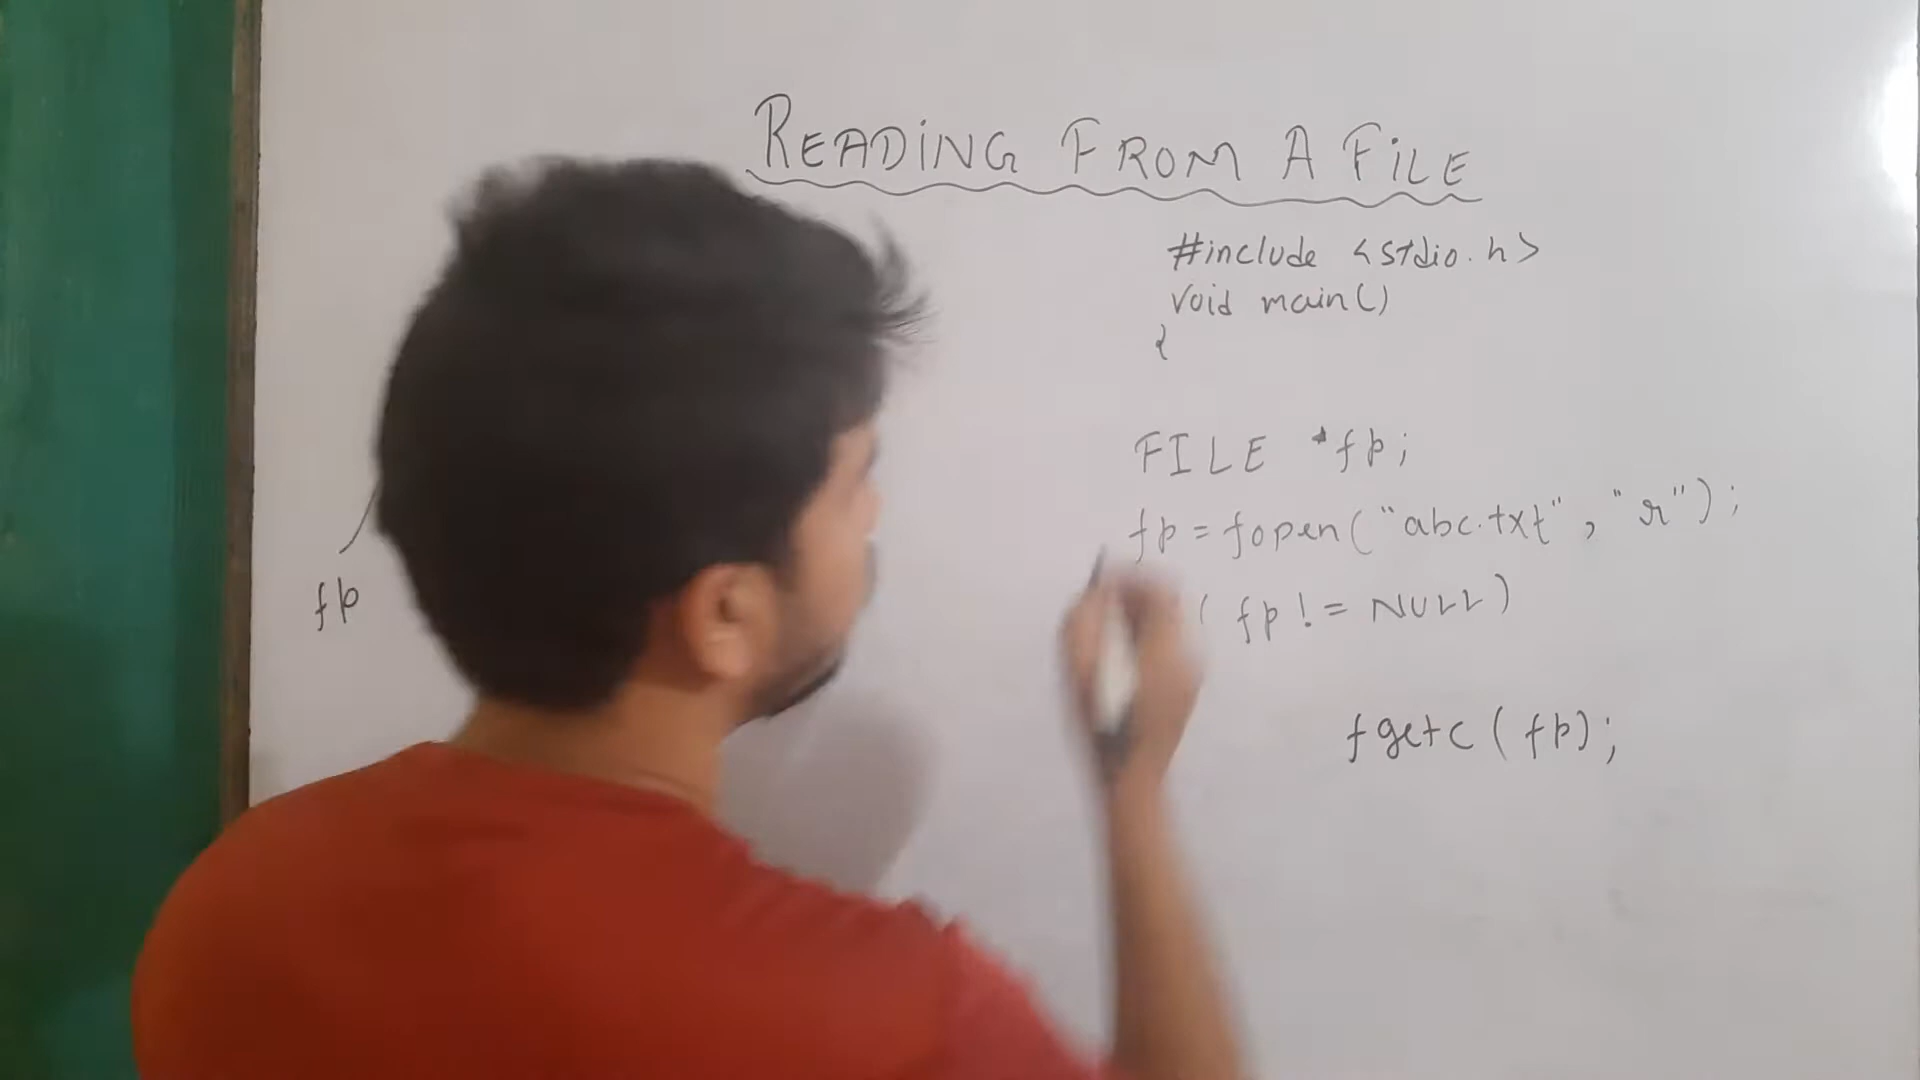 READING FROM A FILE
#include <stdio.h>
void main()
{
FILE *fp;
fp = fopen("abc.txt", "r");
( fp != NULL)
fgetc (fp);
fp